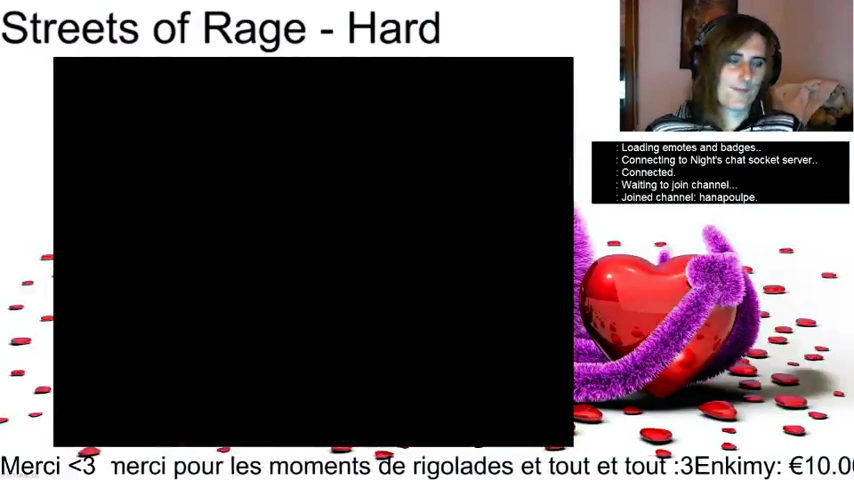 Streets of Rage - Hard
: Loading emotes and badges..
: Connecting to Night's chat socket server..
: Connected.
: Waiting to join channel...
: Joined channel: hanapoulpe.
Merci <3 merci pour les moments de rigolades et tout et tout :3Enkimy: €10.00